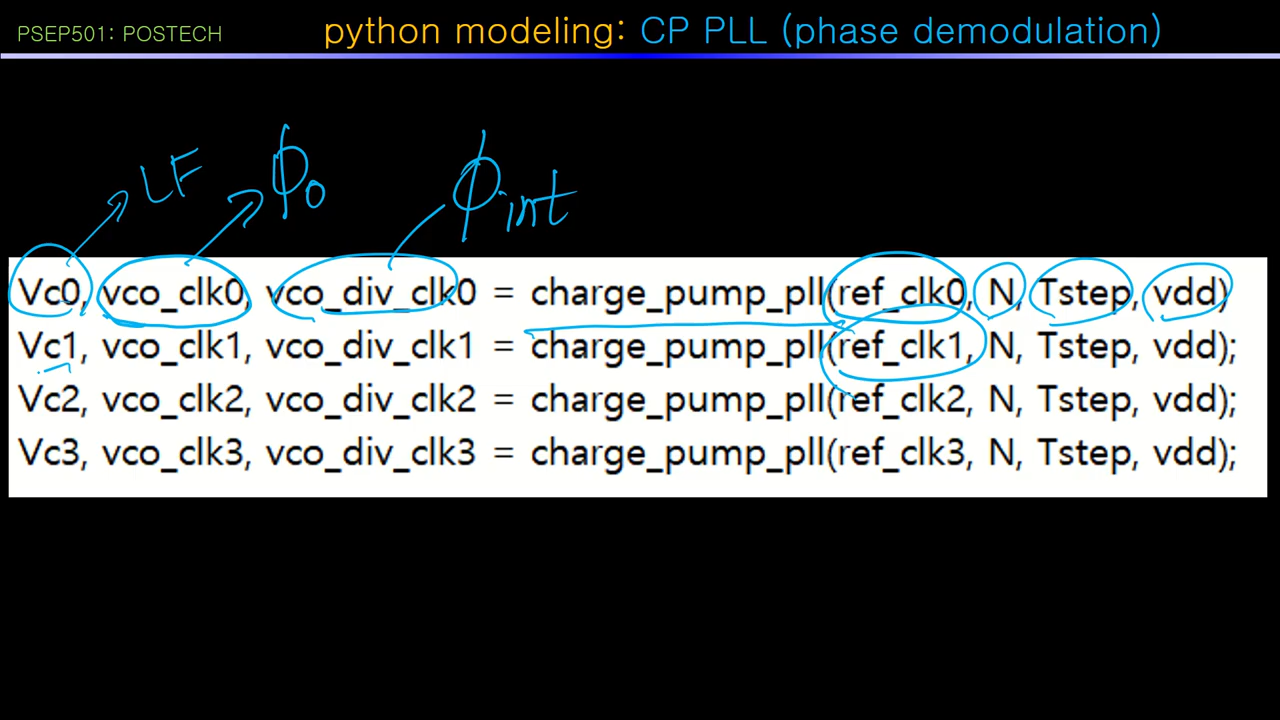 PSEP501: POSTECH
python modeling: CP PLL (phase demodulation)
LF
ϕo
ϕint
Vc0, vco_clk0, vco_div_clk0 = charge_pump_pll(ref_clk0, N, Tstep, vdd)
Vc1, vco_clk1, vco_div_clk1 = charge_pump_pll(ref_clk1, N, Tstep, vdd);
Vc2, vco_clk2, vco_div_clk2 = charge_pump_pll(ref_clk2, N, Tstep, vdd);
Vc3, vco_clk3, vco_div_clk3 = charge_pump_pll(ref_clk3, N, Tstep, vdd);